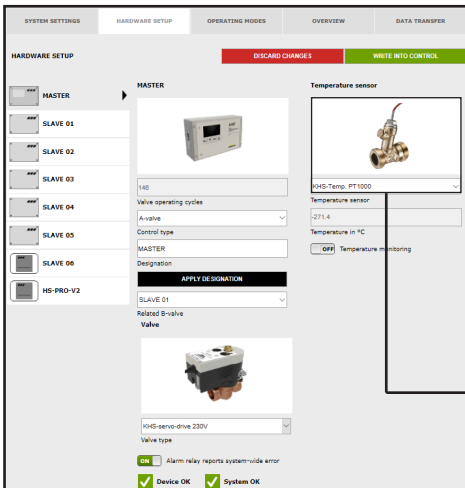 SYSTEM SETTINGS
HARDWARE SETUP
OPERATING MODES
OVERVIEW
DATA TRANSFER
HARDWARE SETUP
DISCARD CHANGES
WRITE INTO CONTROL
MASTER
SLAVE 01
SLAVE 02
SLAVE 03
SLAVE 04
SLAVE 05
SLAVE 06
HS-PRO-V2
MASTER
146
Valve operating cycles
A-valve
Control type
MASTER
Designation
APPLY DESIGNATION
SLAVE 01
Related B-valve
Valve
KHS-servo-drive 230V
Valve type
ON Alarm relay reports system-wide error
Device OK
System OK
Temperature sensor
KHS-Temp. PT1000
Temperature sensor
-271.4
Temperature in °C
OFF Temperature monitoring